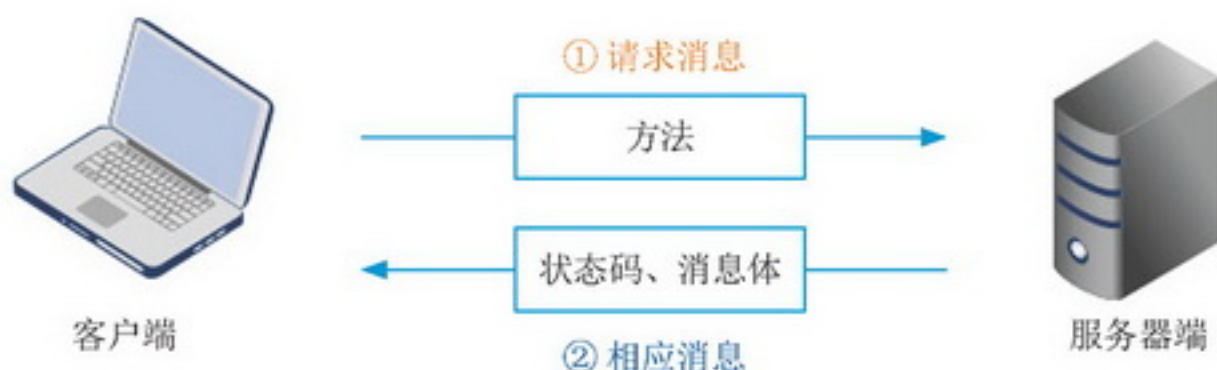 ① 请求消息
方法
状态码、消息体
客户端
服务器端
② 相应消息